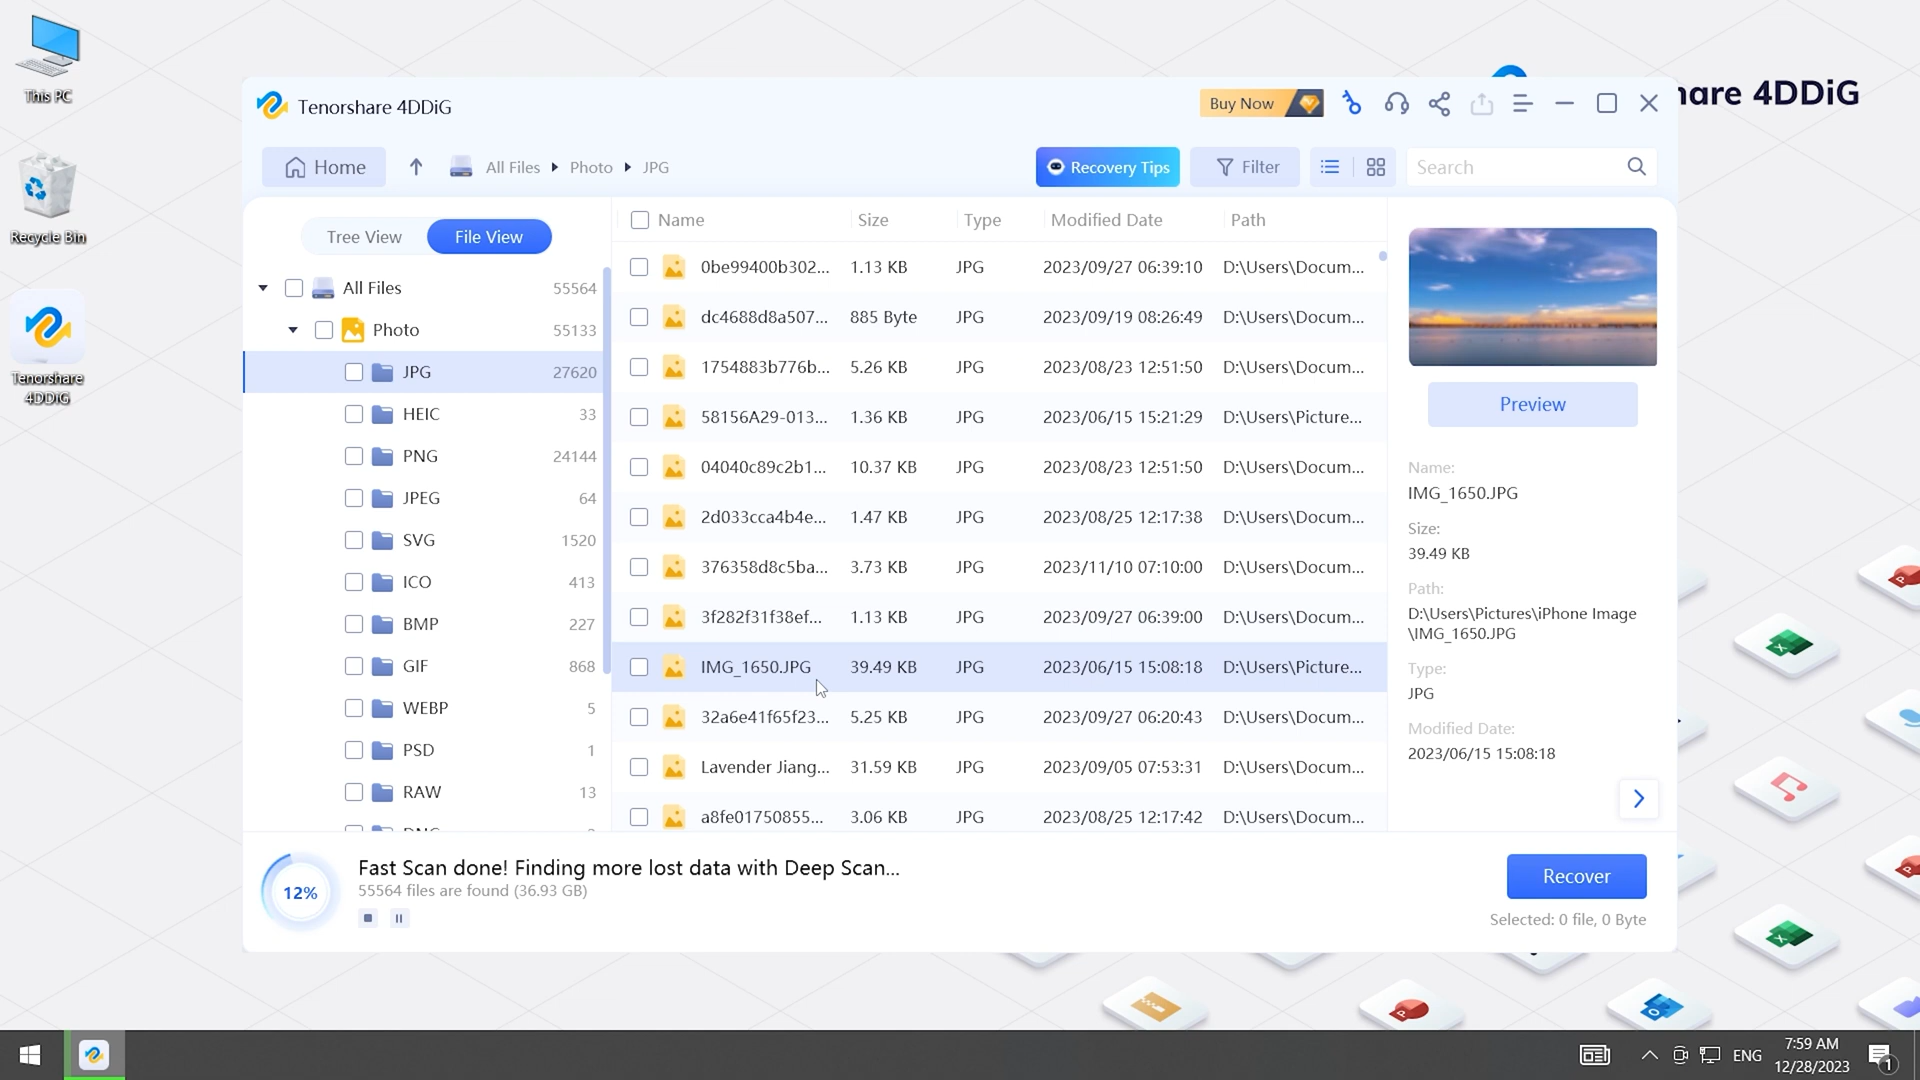 This PC
Recycle Bin
Tenorshare
4DDiG
hare 4DDiG
Tenorshare 4DDiG
Buy Now
Home
All Files
Photo
JPG
Recovery Tips
Filter
Search
Tree View
File View
All Files 55564
Photo 55133
JPG 27620
HEIC 33
PNG 24144
JPEG 64
SVG 1520
ICO 413
BMP 227
GIF 868
WEBP 5
PSD 1
RAW 13
Name Size Type Modified Date Path
0be99400b302... 1.13 KB JPG 2023/09/27 06:39:10 D:\Users\Docum...
dc4688d8a507... 885 Byte JPG 2023/09/19 08:26:49 D:\Users\Docum...
1754883b776b... 5.26 KB JPG 2023/08/23 12:51:50 D:\Users\Docum...
58156A29-013... 1.36 KB JPG 2023/06/15 15:21:29 D:\Users\Picture...
04040c89c2b1... 10.37 KB JPG 2023/08/23 12:51:50 D:\Users\Docum...
2d033cca4b4e... 1.47 KB JPG 2023/08/25 12:17:38 D:\Users\Docum...
376358d8c5ba... 3.73 KB JPG 2023/11/10 07:10:00 D:\Users\Docum...
3f282f31f38ef... 1.13 KB JPG 2023/09/27 06:39:00 D:\Users\Docum...
IMG_1650.JPG 39.49 KB JPG 2023/06/15 15:08:18 D:\Users\Picture...
32a6e41f65f23... 5.25 KB JPG 2023/09/27 06:20:43 D:\Users\Docum...
Lavender Jiang... 31.59 KB JPG 2023/09/05 07:53:31 D:\Users\Docum...
a8fe01750855... 3.06 KB JPG 2023/08/25 12:17:42 D:\Users\Docum...
Preview
Name:
IMG_1650.JPG
Size:
39.49 KB
Path:
D:\Users\Pictures\iPhone Image
\IMG_1650.JPG
Type:
JPG
Modified Date:
2023/06/15 15:08:18
12%
Fast Scan done! Finding more lost data with Deep Scan...
55564 files are found (36.93 GB)
Recover
Selected: 0 file, 0 Byte
ENG
7:59 AM
12/28/2023
1